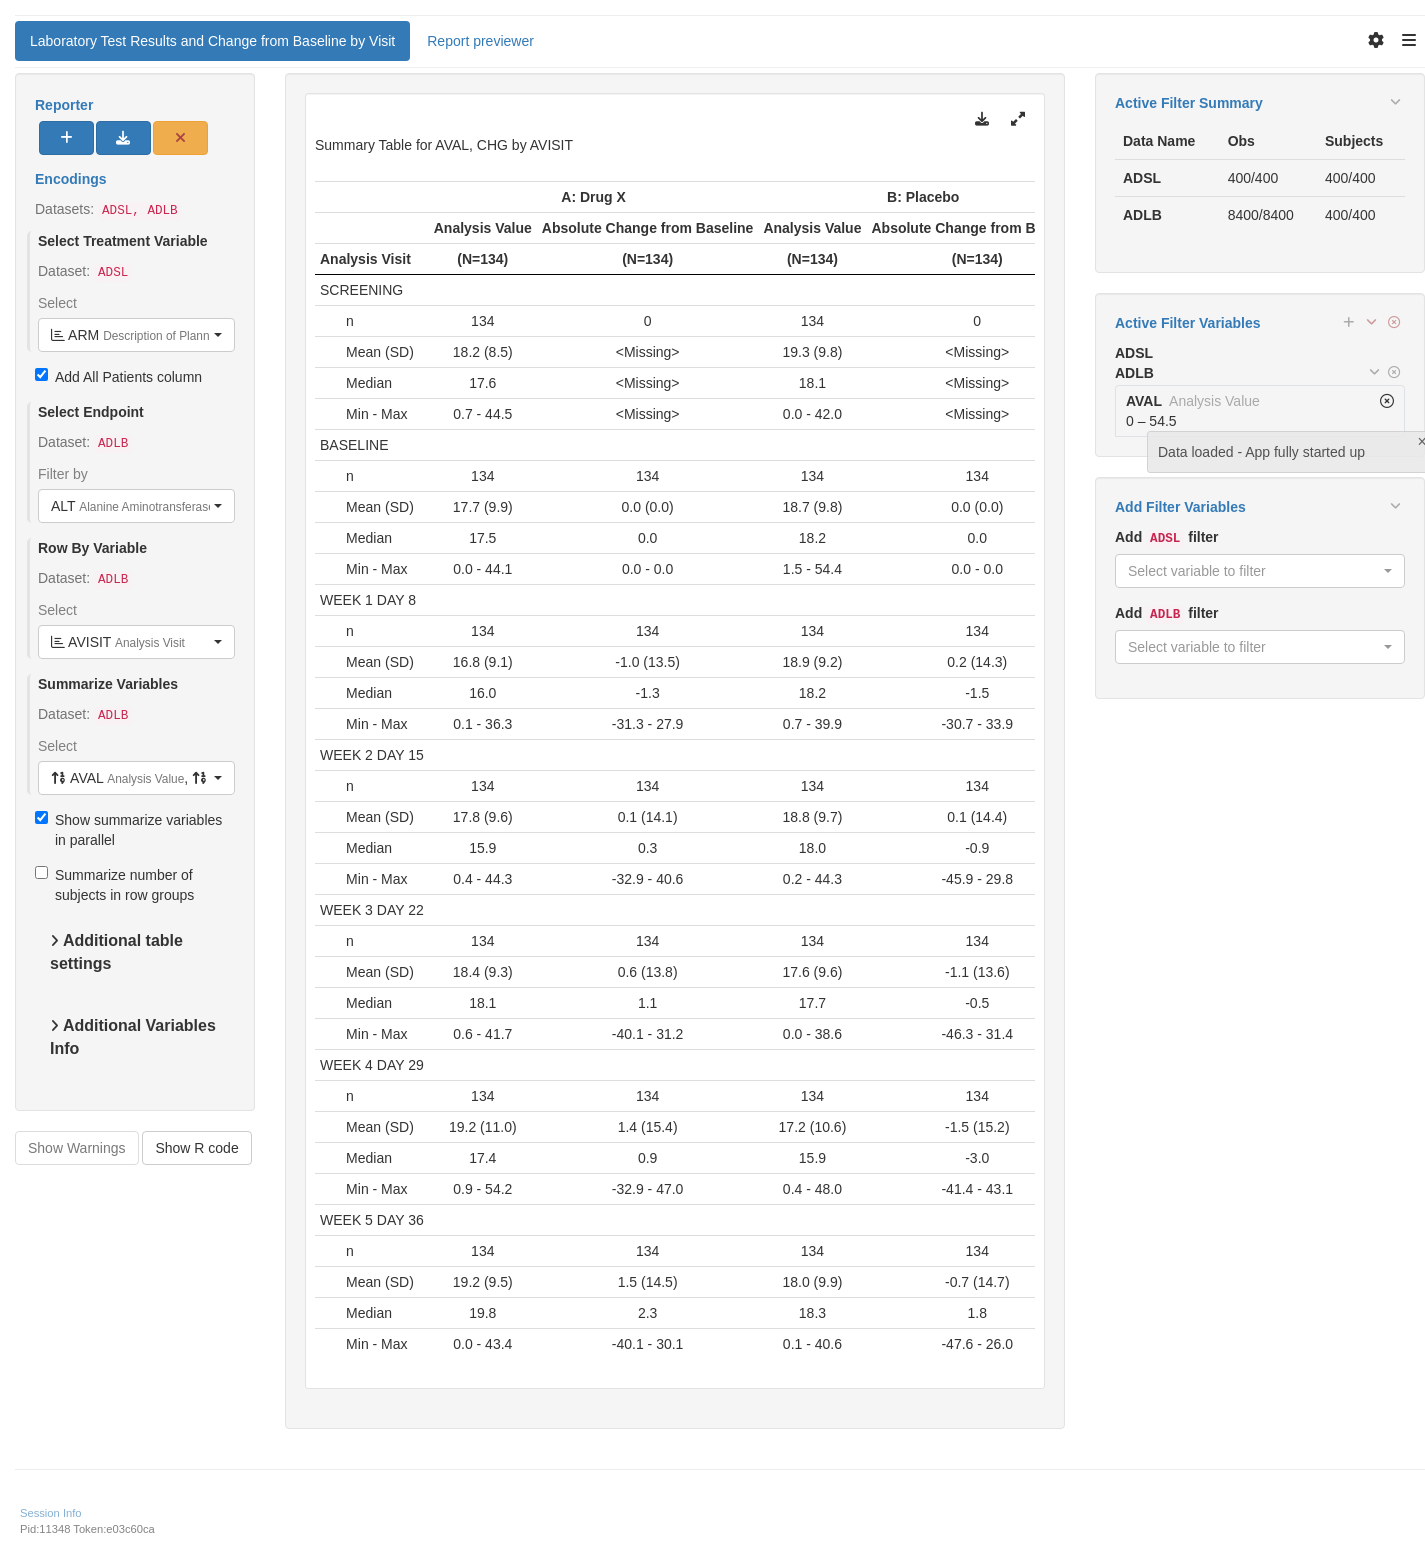 Laboratory Test Results and Change from Baseline by Visit
Report previewer
Reporter
Encodings
Datasets: ADSL, ADLB
Select Treatment Variable
Dataset: ADSL
Select
ARM Description of Plann
Add All Patients column
Select Endpoint
Dataset: ADLB
Filter by
ALT Alanine Aminotransferase
Row By Variable
Dataset: ADLB
Select
AVISIT Analysis Visit
Summarize Variables
Dataset: ADLB
Select
AVAL Analysis Value,
Show summarize variables
in parallel
Summarize number of
subjects in row groups
Additional table
settings
Additional Variables
Info
Show Warnings
Show R code
Summary Table for AVAL, CHG by AVISIT
A: Drug X B: Placebo
Analysis Value Absolute Change from Baseline Analysis Value Absolute Change from B
Analysis Visit (N=134) (N=134) (N=134) (N=134)
SCREENING
n 134 0 134 0
Mean (SD) 18.2 (8.5) <Missing> 19.3 (9.8) <Missing>
Median 17.6 <Missing> 18.1 <Missing>
Min - Max 0.7 - 44.5 <Missing> 0.0 - 42.0 <Missing>
BASELINE
n 134 134 134 134
Mean (SD) 17.7 (9.9) 0.0 (0.0) 18.7 (9.8) 0.0 (0.0)
Median 17.5 0.0 18.2 0.0
Min - Max 0.0 - 44.1 0.0 - 0.0 1.5 - 54.4 0.0 - 0.0
WEEK 1 DAY 8
n 134 134 134 134
Mean (SD) 16.8 (9.1) -1.0 (13.5) 18.9 (9.2) 0.2 (14.3)
Median 16.0 -1.3 18.2 -1.5
Min - Max 0.1 - 36.3 -31.3 - 27.9 0.7 - 39.9 -30.7 - 33.9
WEEK 2 DAY 15
n 134 134 134 134
Mean (SD) 17.8 (9.6) 0.1 (14.1) 18.8 (9.7) 0.1 (14.4)
Median 15.9 0.3 18.0 -0.9
Min - Max 0.4 - 44.3 -32.9 - 40.6 0.2 - 44.3 -45.9 - 29.8
WEEK 3 DAY 22
n 134 134 134 134
Mean (SD) 18.4 (9.3) 0.6 (13.8) 17.6 (9.6) -1.1 (13.6)
Median 18.1 1.1 17.7 -0.5
Min - Max 0.6 - 41.7 -40.1 - 31.2 0.0 - 38.6 -46.3 - 31.4
WEEK 4 DAY 29
n 134 134 134 134
Mean (SD) 19.2 (11.0) 1.4 (15.4) 17.2 (10.6) -1.5 (15.2)
Median 17.4 0.9 15.9 -3.0
Min - Max 0.9 - 54.2 -32.9 - 47.0 0.4 - 48.0 -41.4 - 43.1
WEEK 5 DAY 36
n 134 134 134 134
Mean (SD) 19.2 (9.5) 1.5 (14.5) 18.0 (9.9) -0.7 (14.7)
Median 19.8 2.3 18.3 1.8
Min - Max 0.0 - 43.4 -40.1 - 30.1 0.1 - 40.6 -47.6 - 26.0
Active Filter Summary
Data Name Obs Subjects
ADSL 400/400 400/400
ADLB 8400/8400 400/400
Active Filter Variables
ADSL
ADLB
AVAL Analysis Value
0 – 54.5
Data loaded - App fully started up
Add Filter Variables
Add ADSL filter
Select variable to filter
Add ADLB filter
Select variable to filter
Session Info
Pid:11348 Token:e03c60ca